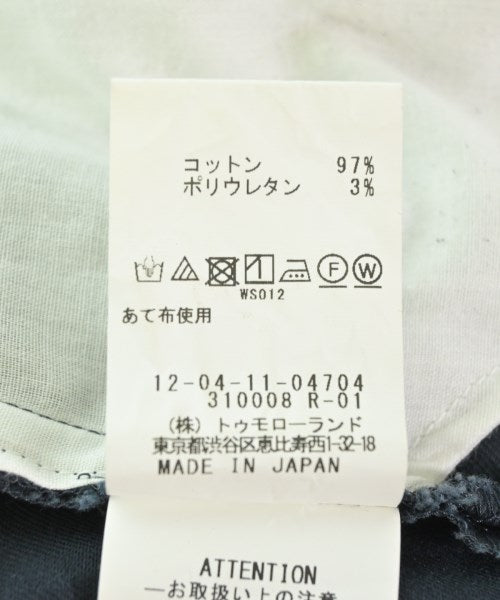 コットン 97%
ポリウレタン 3%
F W
WS012
あて布使用
12-04-11-04704
310008 R-01
(株) トゥモローランド
東京都渋谷区恵比寿西1-32-18
MADE IN JAPAN
ATTENTION
—お取扱い上の注意